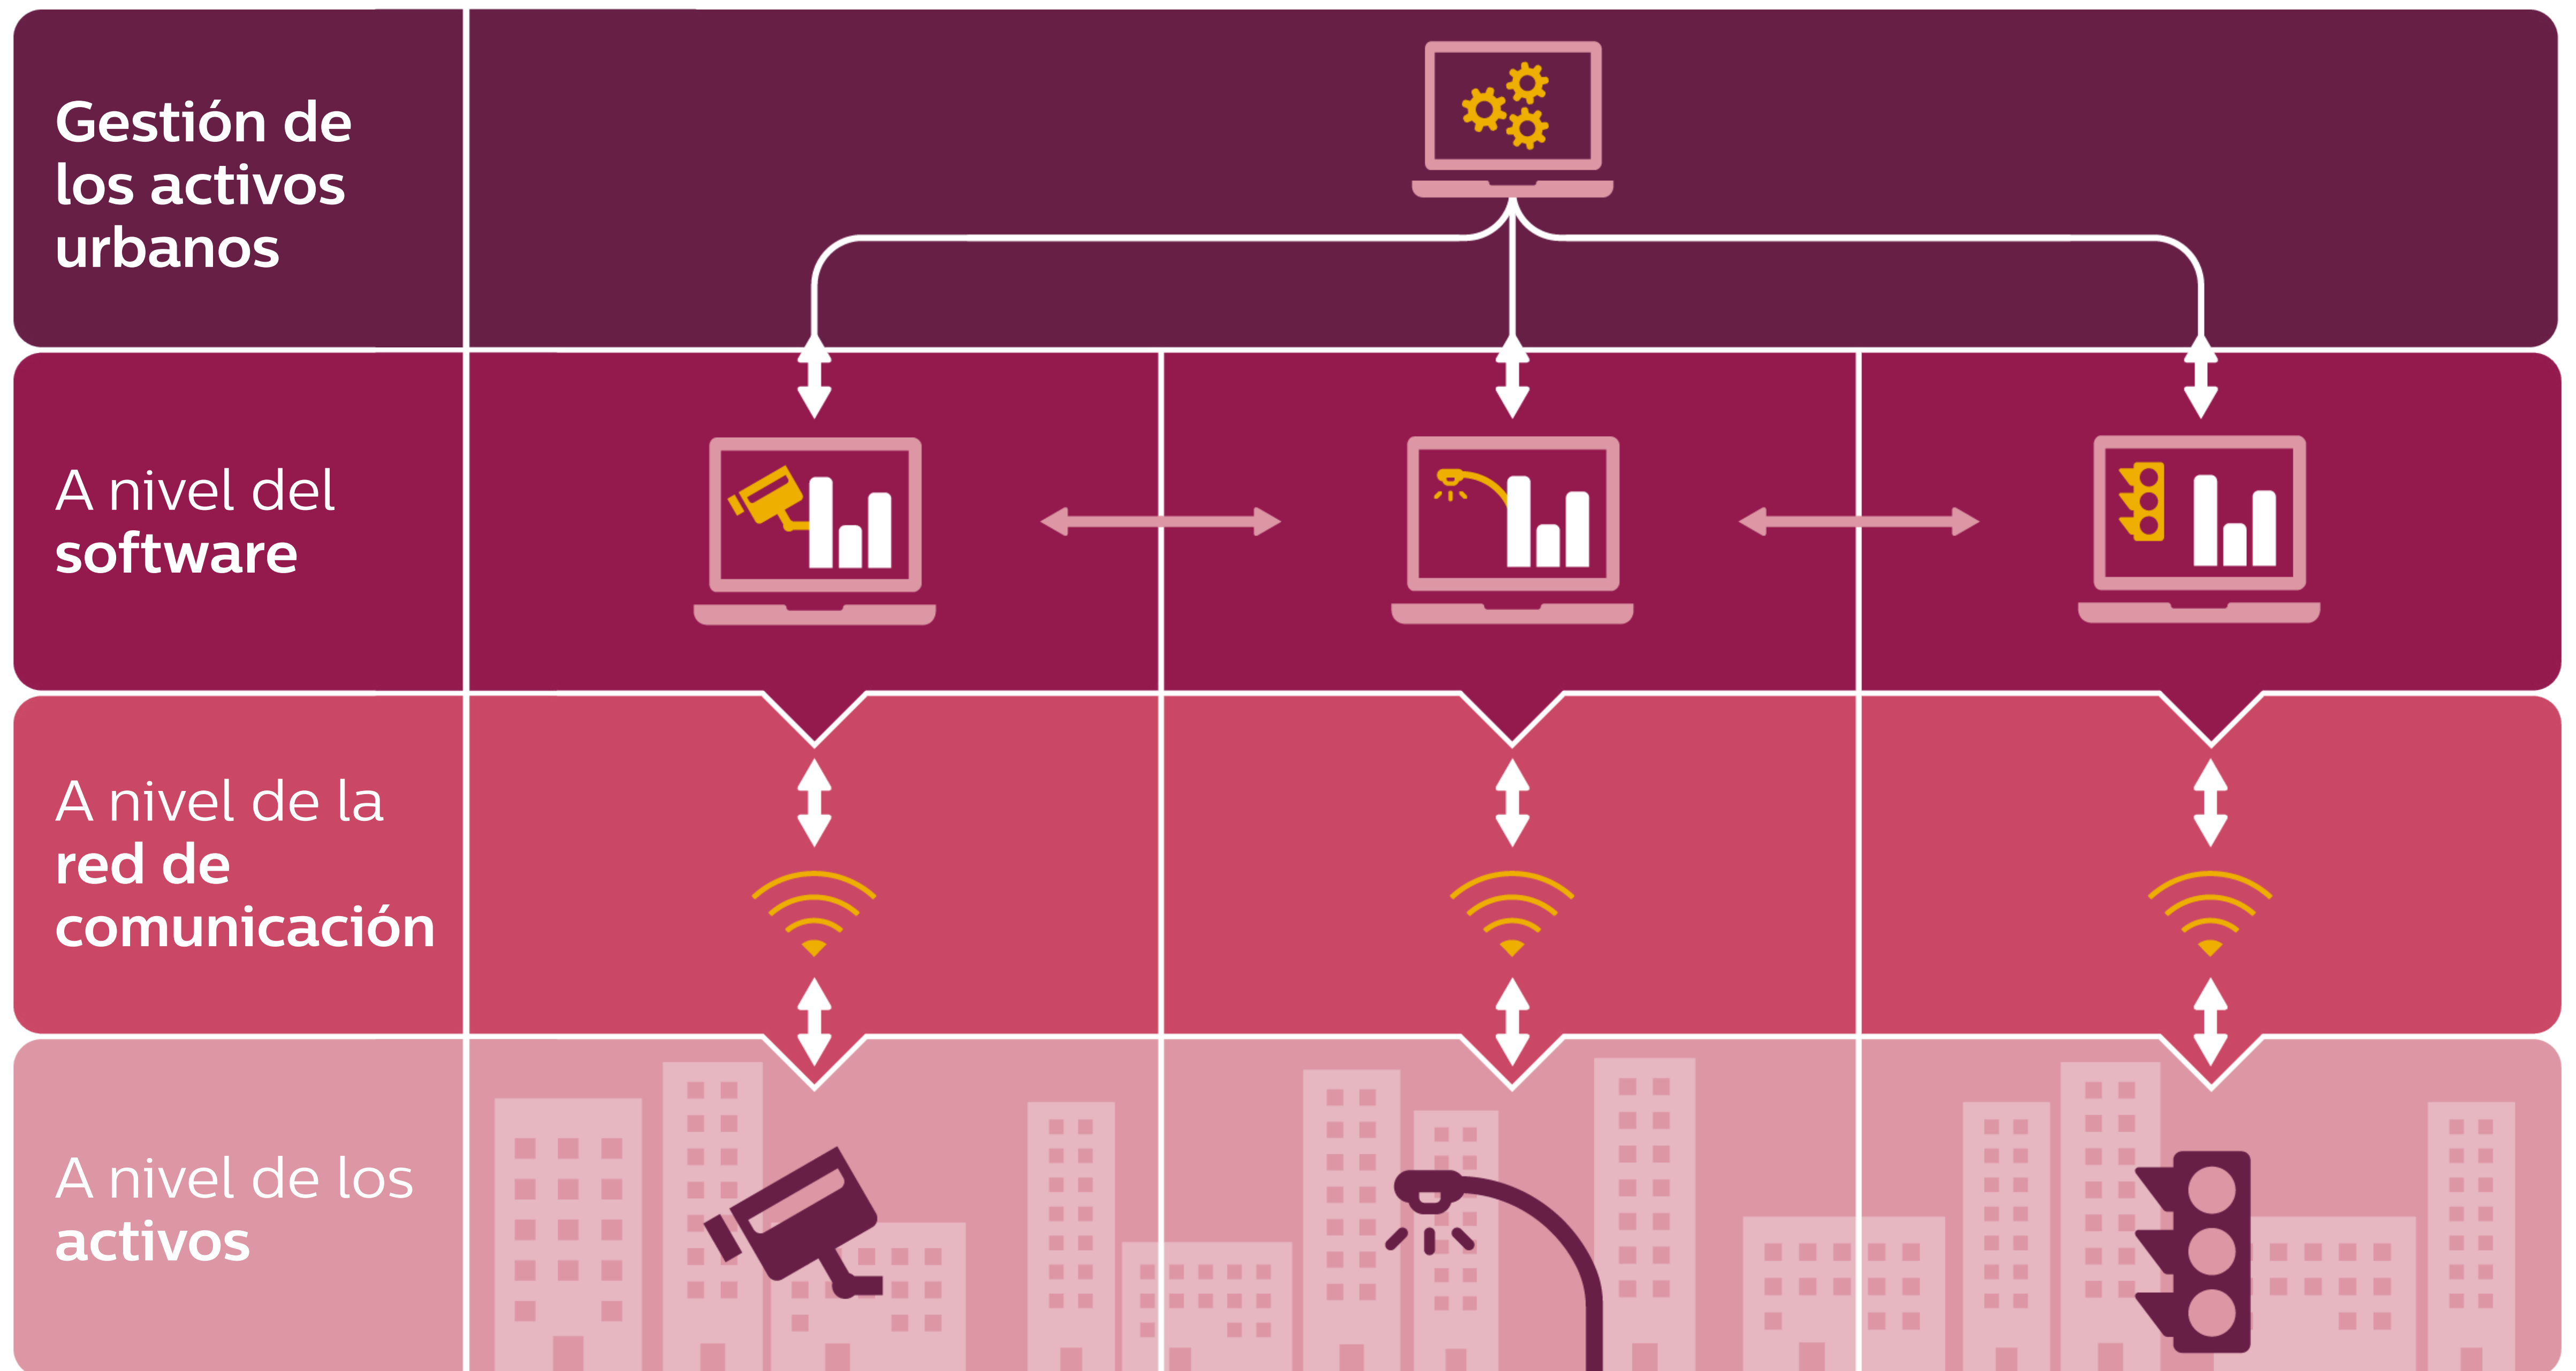 Gestión de
los activos
urbanos
A nivel del
software
A nivel de la
red de
comunicación
A nivel de los
activos